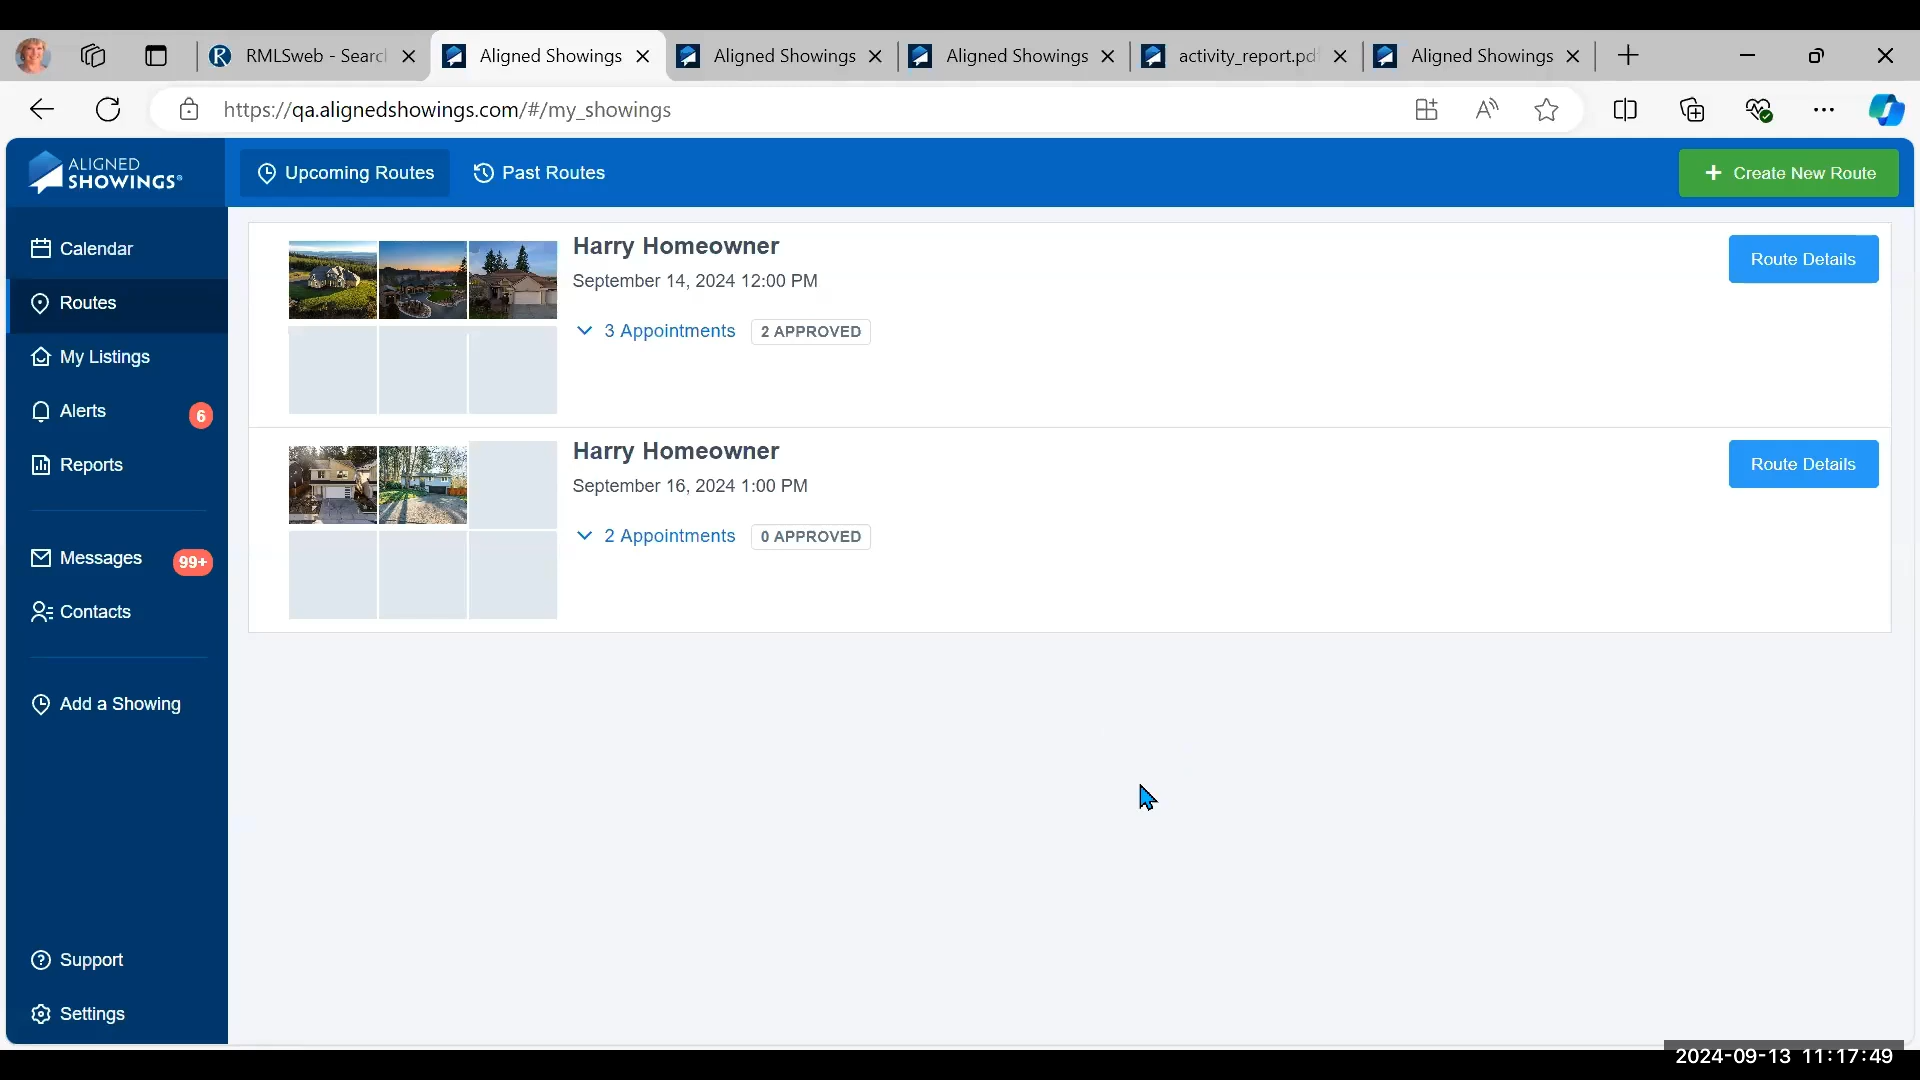 RMLSweb - Searc
Aligned Showings
Aligned Showings
Aligned Showings
activity_report.pd
Aligned Showings
https://qa.alignedshowings.com/#/my_showings
ALIGNED
SHOWINGS®
Upcoming Routes
Past Routes
+ Create New Route
Calendar
Routes
My Listings
Alerts
6
Reports
Messages
99+
Contacts
Add a Showing
Support
Settings
Harry Homeowner
September 14, 2024 12:00 PM
3 Appointments
2 APPROVED
Route Details
Harry Homeowner
September 16, 2024 1:00 PM
2 Appointments
0 APPROVED
Route Details
2024-09-13 11:17:49